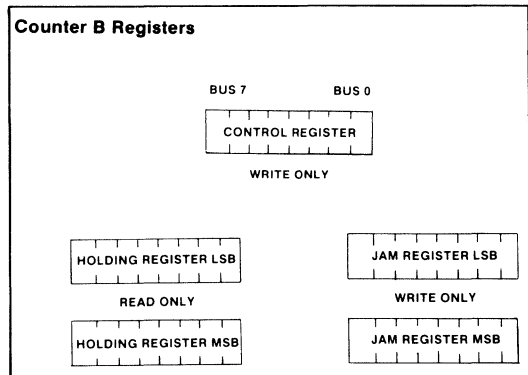 Counter B Registers
BUS 7 BUS 0
CONTROL REGISTER
WRITE ONLY
HOLDING REGISTER LSB JAM REGISTER LSB
READ ONLY WRITE ONLY
HOLDING REGISTER MSB JAM REGISTER MSB